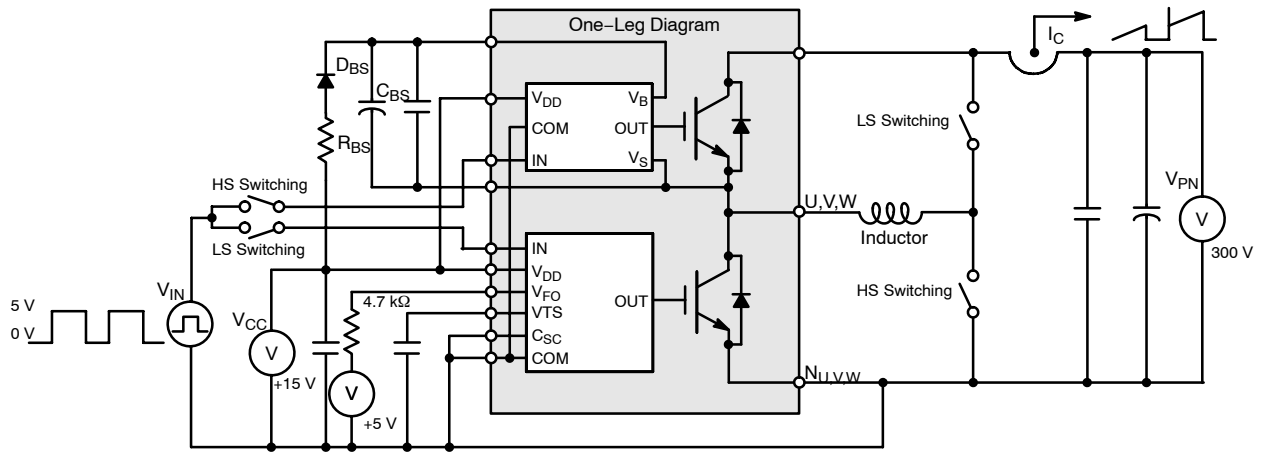 One−Leg Diagram
I_C
D_BS
C_BS
R_BS
V_DD
V_B
COM
OUT
IN
V_S
LS Switching
HS Switching
LS Switching
U,V,W
Inductor
V_PN
V
300 V
IN
V_DD
V_FO
VTS
C_SC
COM
OUT
HS Switching
4.7 kΩ
5 V
0 V
V_IN
V_CC
V
+15 V
V
+5 V
N_U,V,W